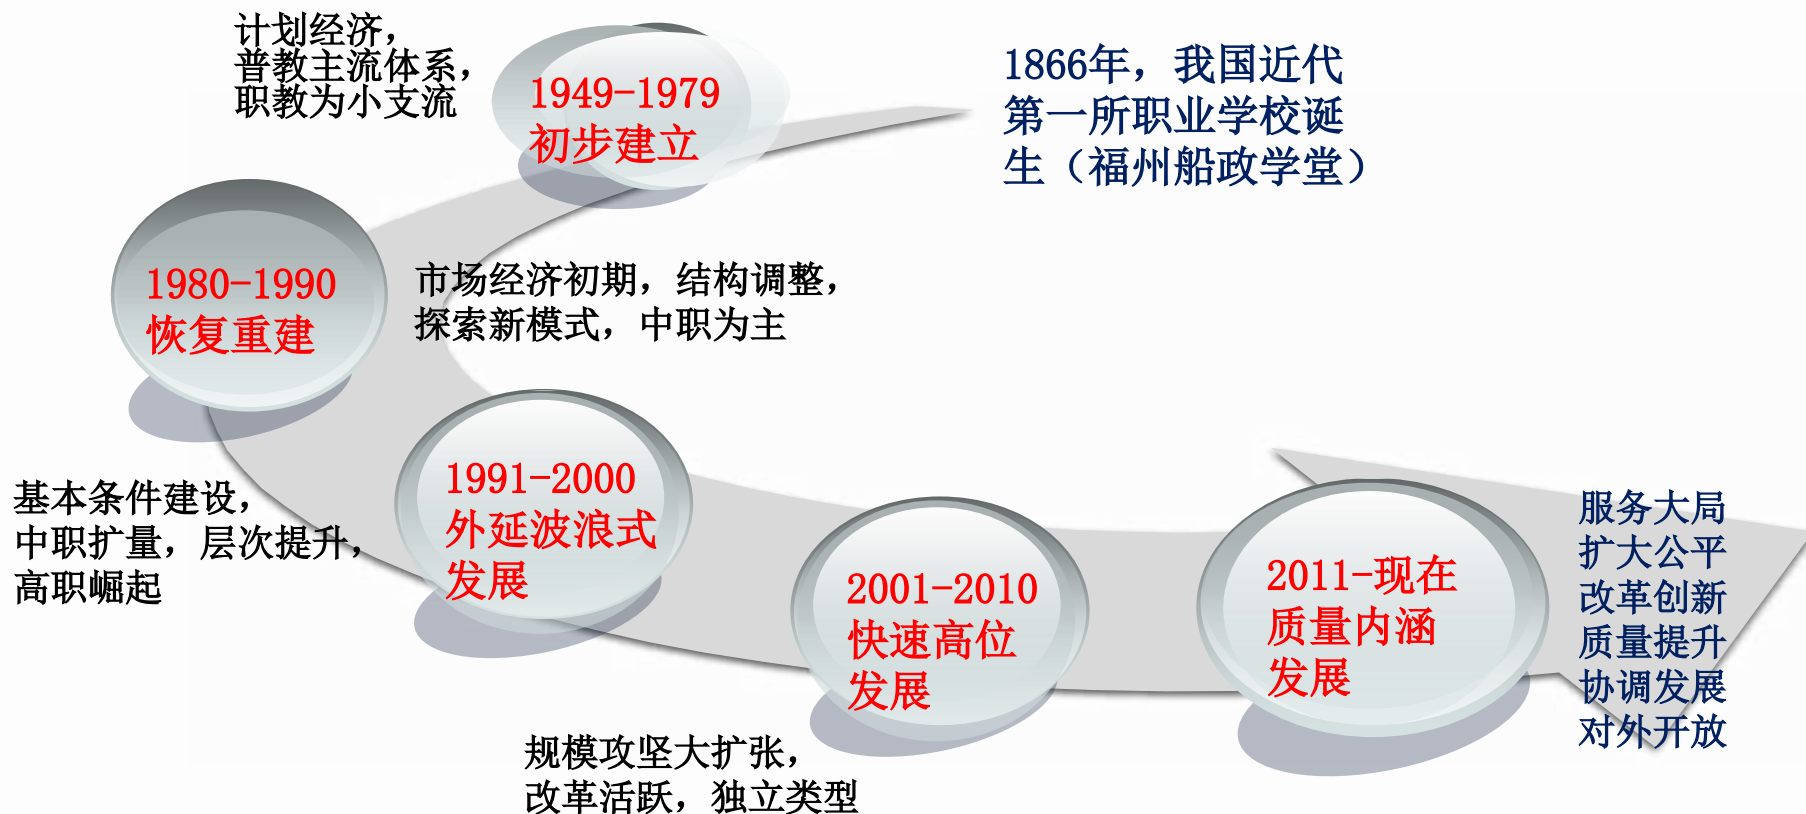 计划经济，
普教主流体系，
职教为小支流
1949-1979
初步建立
1866年，我国近代
第一所职业学校诞
生（福州船政学堂）
1980-1990
恢复重建
市场经济初期，结构调整，
探索新模式，中职为主
基本条件建设，
中职扩量，层次提升，
高职崛起
1991-2000
外延波浪式
发展
2001-2010
快速高位
发展
规模攻坚大扩张，
改革活跃，独立类型
2011-现在
质量内涵
发展
服务大局
扩大公平
改革创新
质量提升
协调发展
对外开放